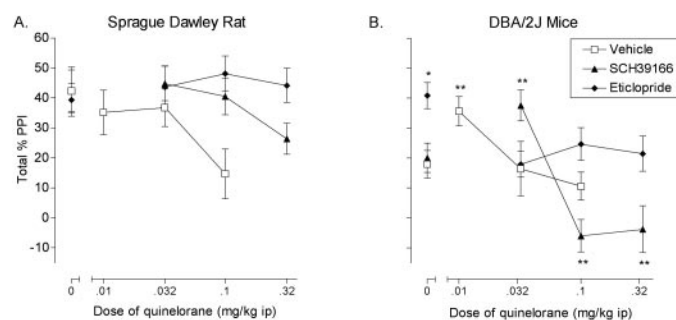 A.
Sprague Dawley Rat
60
50
40
30
20
10
0
-10
Total % PPI
0
.01
.032
.1
.32
Dose of quinelorane (mg/kg ip)
B.
DBA/2J Mice
Vehicle
SCH39166
Eticlopride
*
**
**
**
**
0
.01
.032
.1
.32
Dose of quinelorane (mg/kg ip)